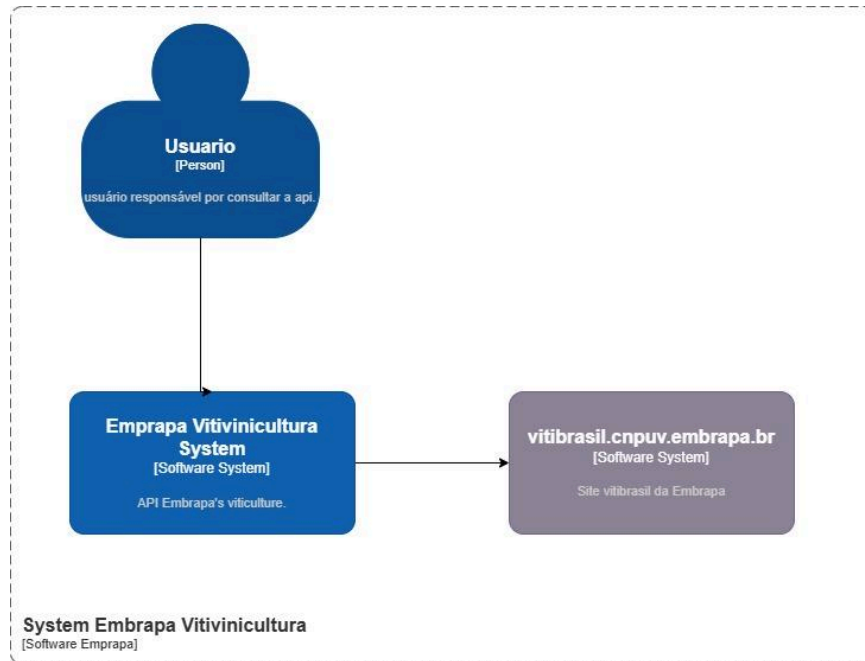 Usuario
[Person]
usuário responsável por consultar a api.
Emprapa Vitivinicultura
System
[Software System]
API Embrapa's viticulture.
vitibrasil.cnpuv.embrapa.br
[Software System]
Site vitibrasil da Embrapa
System Embrapa Vitivinicultura
[Software Emprapa]